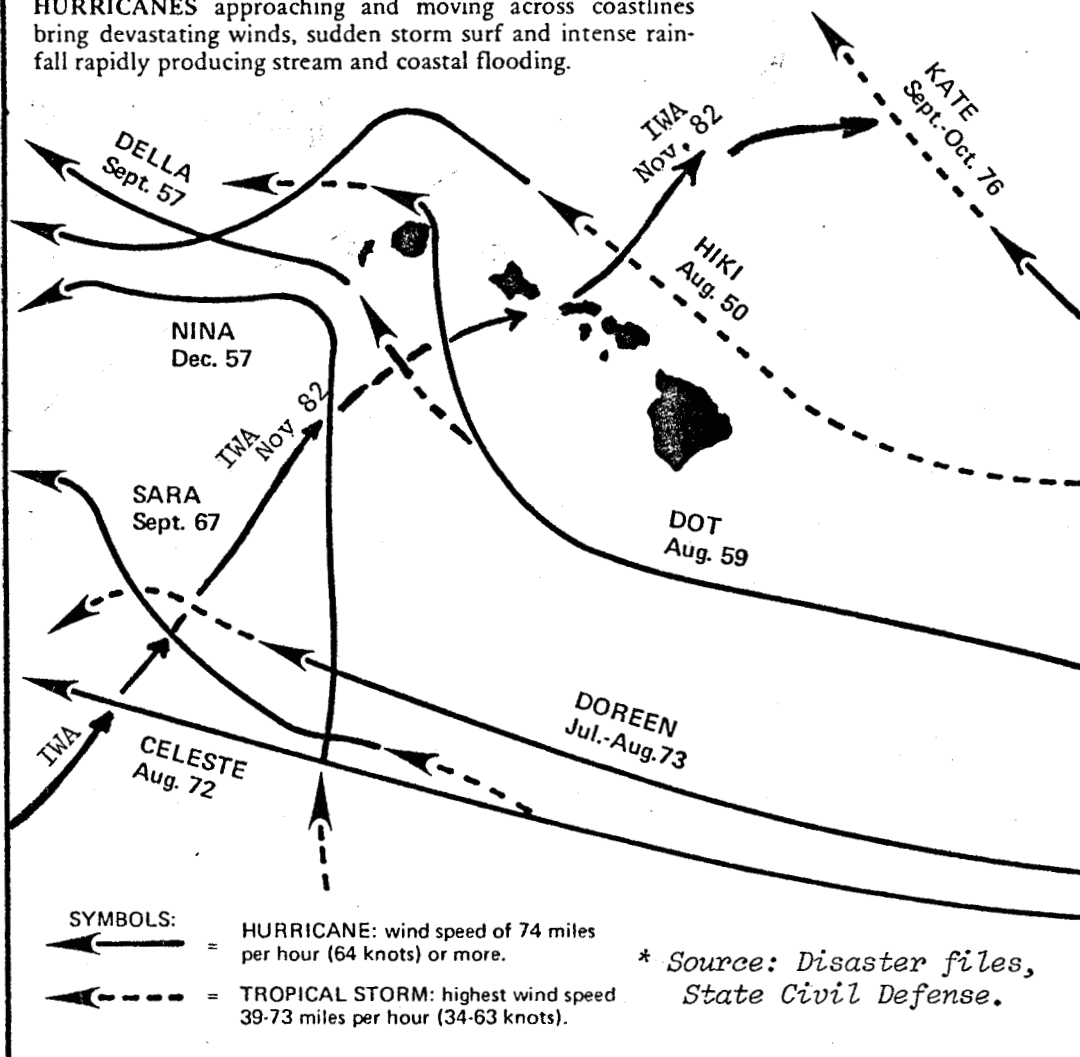 HURRICANES approaching and moving across coastlines
bring devastating winds, sudden storm surf and intense rain-
fall rapidly producing stream and coastal flooding.
KATE
Sept.-Oct. 76
IWA
Nov, 82
DELLA
Sept. 57
HIKI
Aug. 50
NINA
Dec. 57
IWA
Nov 82
SARA
Sept. 67
DOT
Aug. 59
DOREEN
Jul.-Aug.73
IWA
CELESTE
Aug. 72
SYMBOLS:
= HURRICANE: wind speed of 74 miles
per hour (64 knots) or more.
= TROPICAL STORM: highest wind speed
39-73 miles per hour (34-63 knots).
* Source: Disaster files,
State Civil Defense.